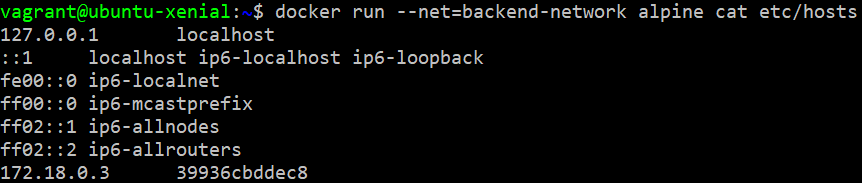 vagrant@ubuntu-xenial:~$ docker run --net=backend-network alpine cat etc/hosts
127.0.0.1       localhost
::1     localhost ip6-localhost ip6-loopback
fe00::0 ip6-localnet
ff00::0 ip6-mcastprefix
ff02::1 ip6-allnodes
ff02::2 ip6-allrouters
172.18.0.3      39936cbddec8